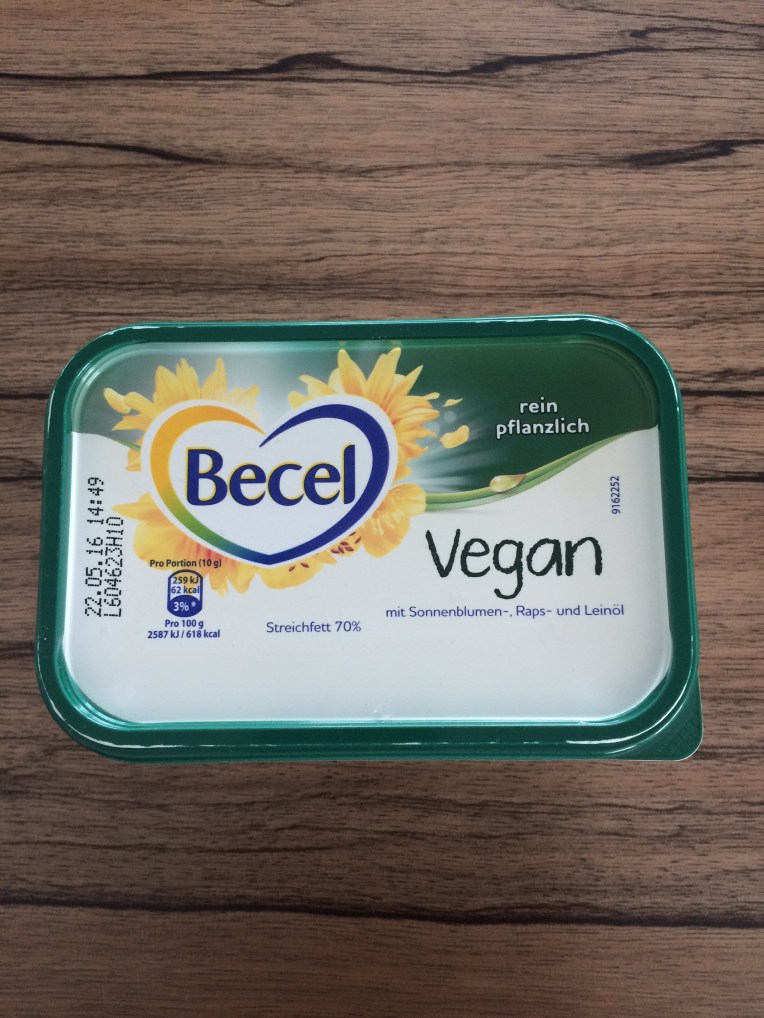 rein
pflanzlich
Becel
Vegan
mit Sonnenblumen-, Raps- und Leinöl
Streichfett 70%
Pro Portion (10 g)
259 kJ
62 kcal
3% *
Pro 100 g
2587 kJ / 618 kcal
22.05.16 14:49
L604623H10
9162252